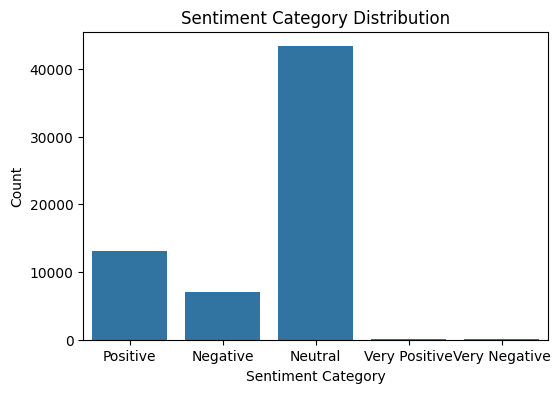 Sentiment Category Distribution
Count
40000
30000
20000
10000
0
Positive Negative Neutral Very Positive Very Negative
Sentiment Category